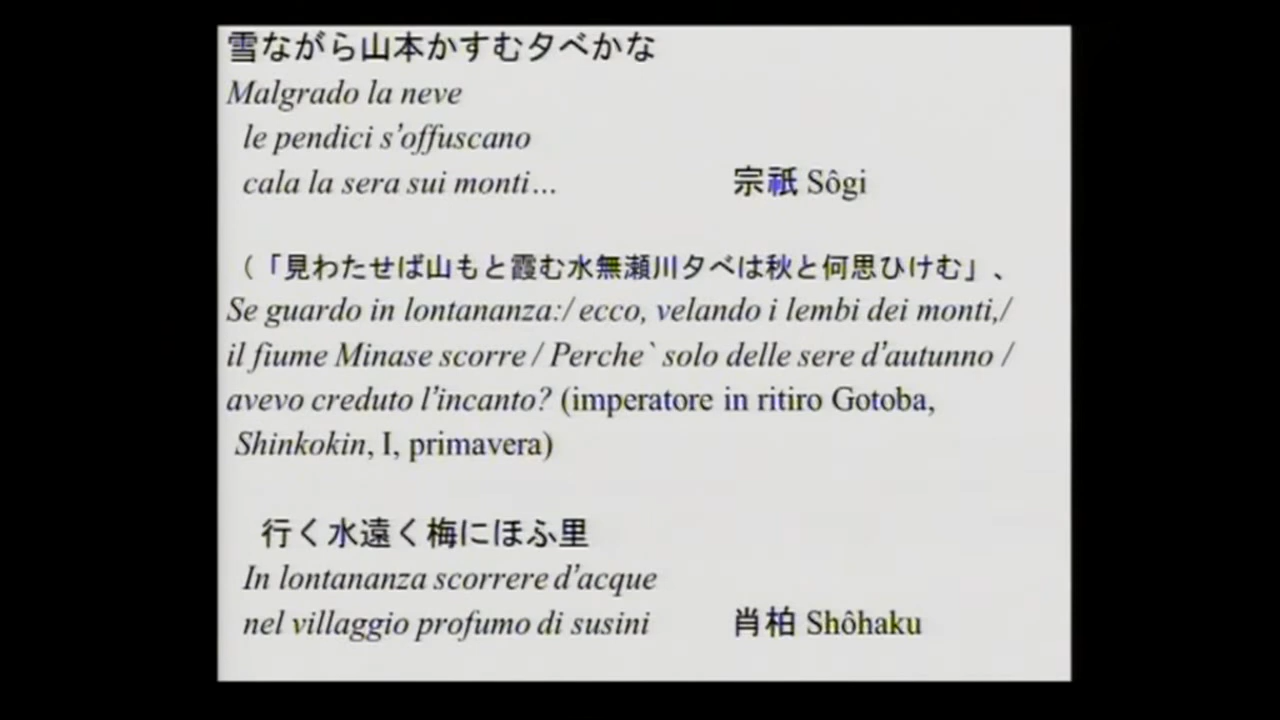 雪ながら山本かすむ夕べかな
Malgrado la neve
le pendici s’offuscano
cala la sera sui monti…
宗祇 Sôgi
（「見わたせば山もと霞む水無瀬川夕べは秋と何思ひけむ」、
Se guardo in lontananza:/ ecco, velando i lembi dei monti,/
il fiume Minase scorre / Perche` solo delle sere d’autunno /
avevo creduto l’incanto? (imperatore in ritiro Gotoba,
Shinkokin, I, primavera)
行く水遠く梅にほふ里
In lontananza scorrere d’acque
nel villaggio profumo di susini
肖柏 Shôhaku